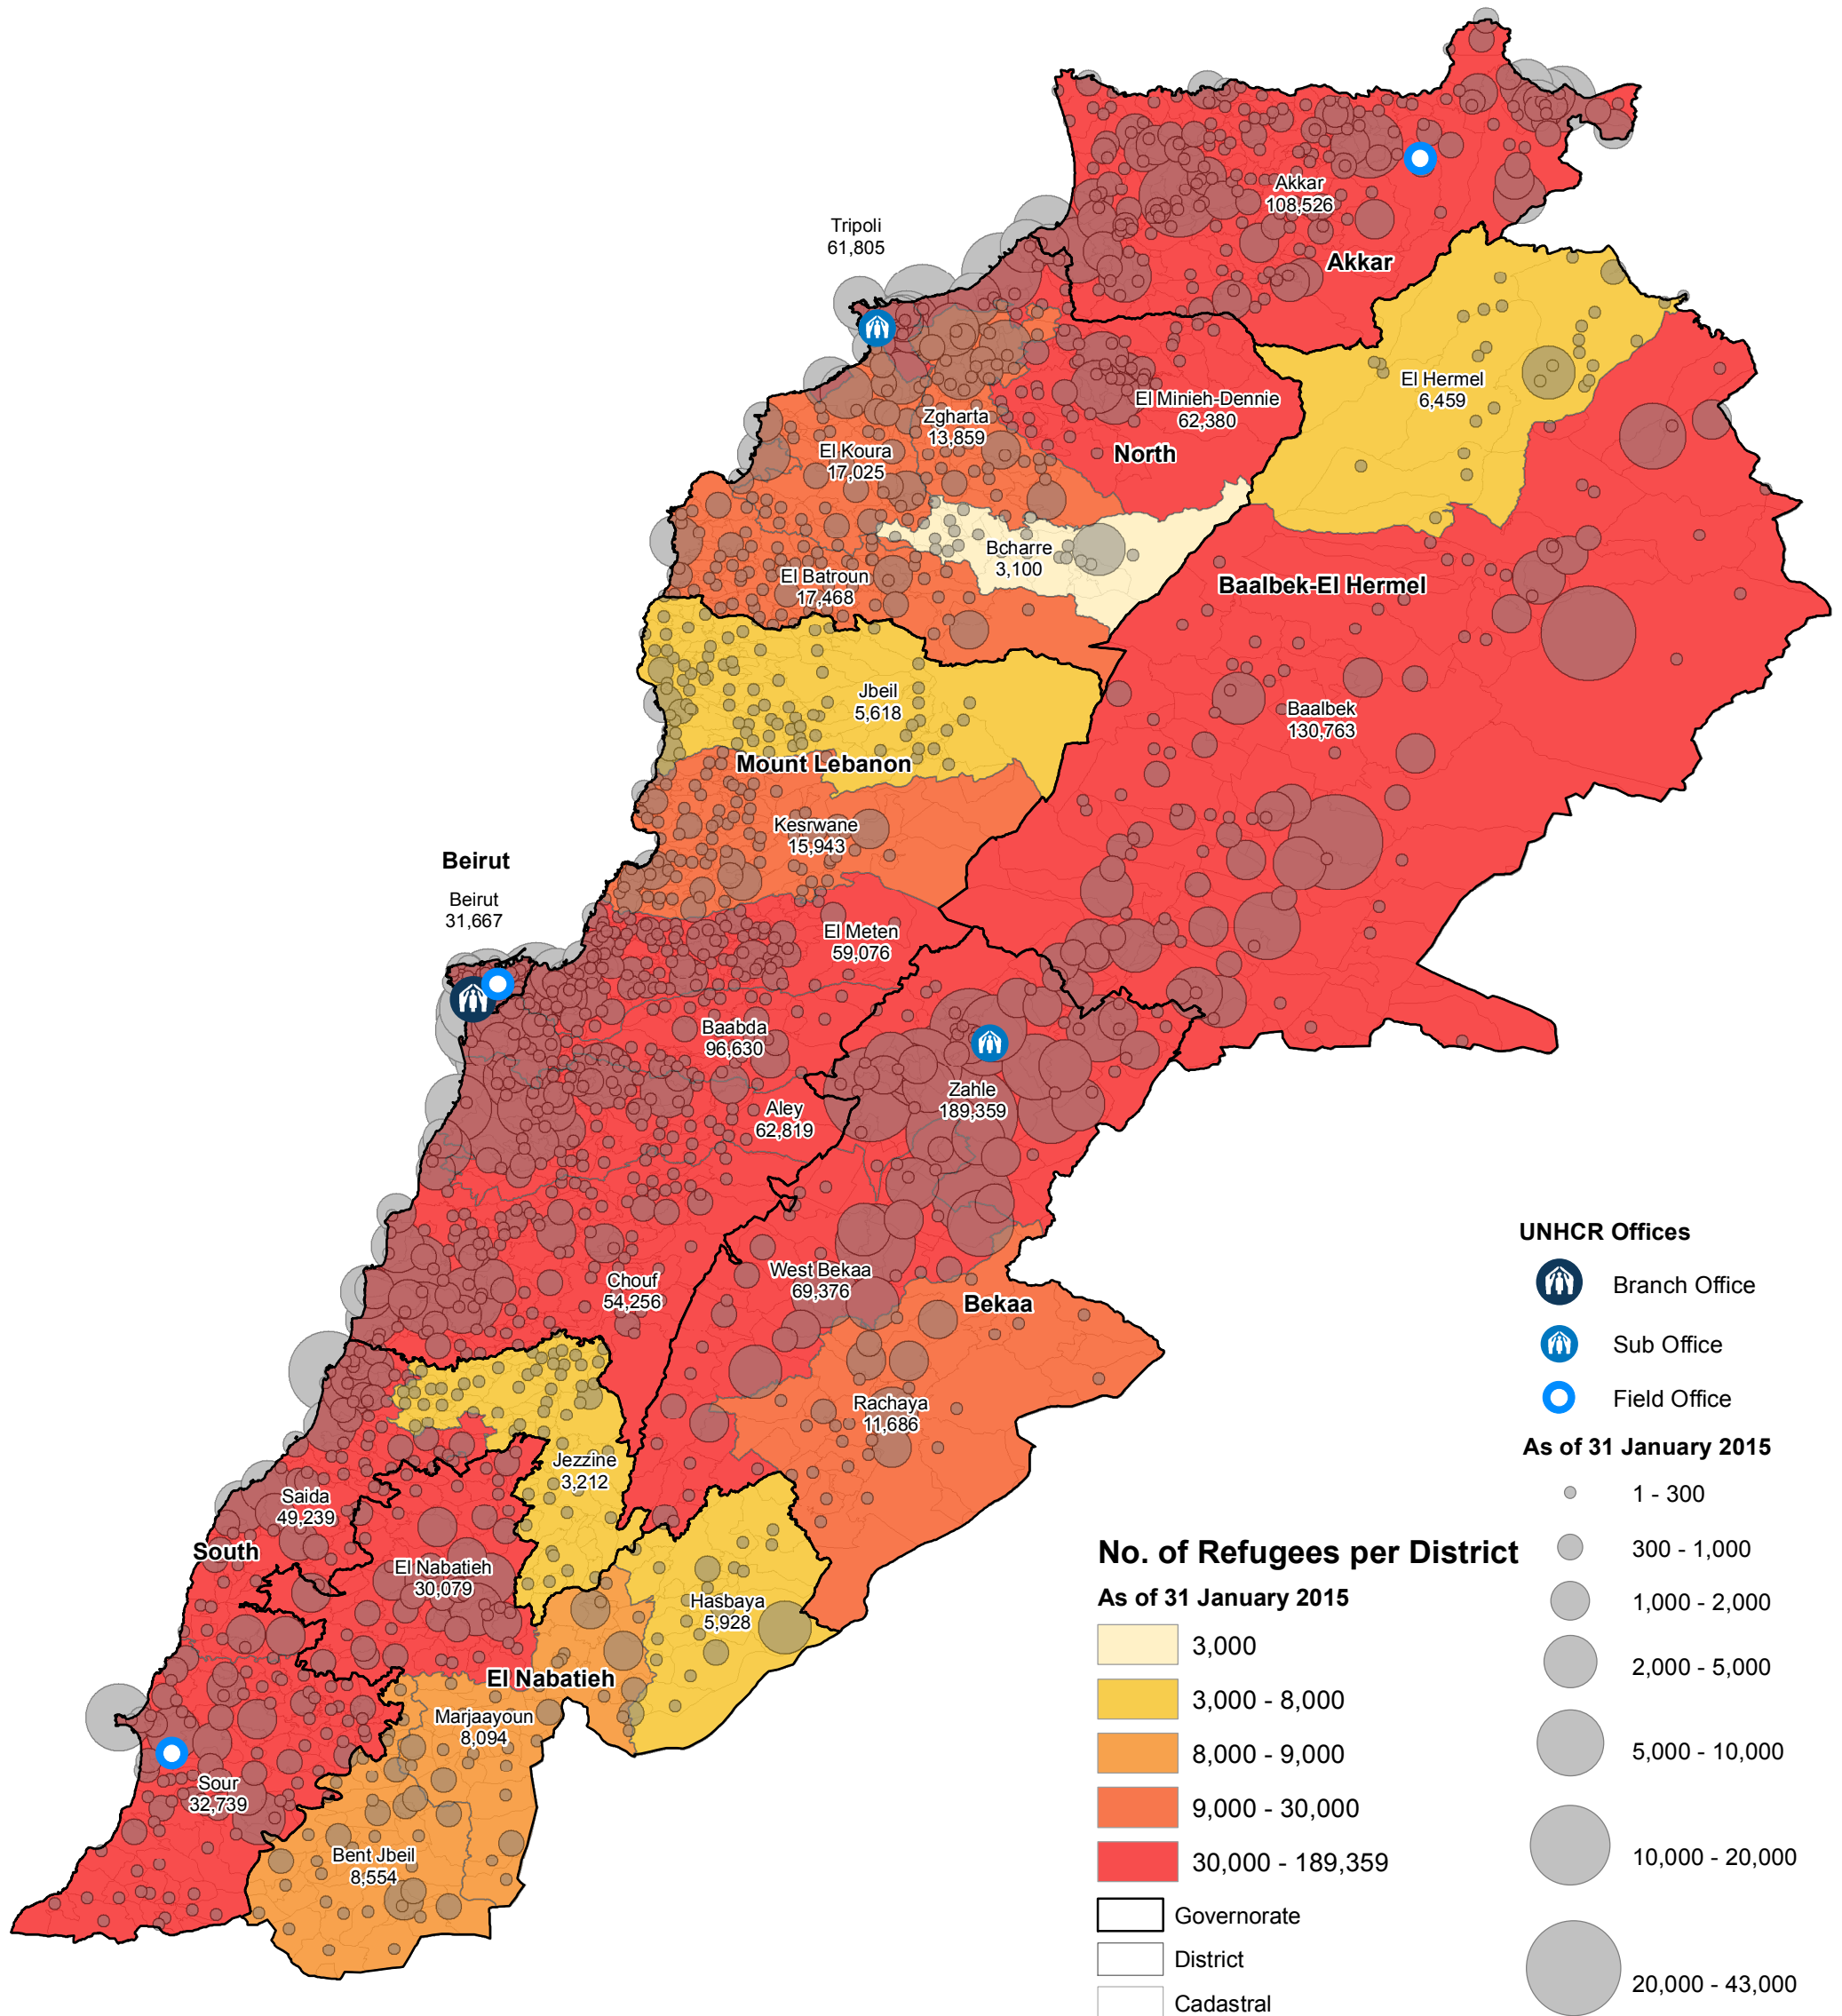 Akkar
108,526
Akkar
Tripoli
61,805
El Hermel
6,459
El Minieh-Dennie
62,380
Zgharta
13,859
North
El Koura
17,025
Bcharre
3,100
El Batroun
17,468
Baalbek-El Hermel
Jbeil
5,618
Baalbek
130,763
Mount Lebanon
Kesrwane
15,943
Beirut
Beirut
31,667
El Meten
59,076
Baabda
96,630
Zahle
189,359
Aley
62,819
West Bekaa
69,376
Chouf
54,256
Bekaa
Rachaya
11,686
Jezzine
3,212
Saida
49,239
South
El Nabatieh
30,079
Hasbaya
5,928
El Nabatieh
Marjaayoun
8,094
Sour
32,739
Bent Jbeil
8,554
UNHCR Offices
Branch Office
Sub Office
Field Office
As of 31 January 2015
1 - 300
300 - 1,000
1,000 - 2,000
2,000 - 5,000
5,000 - 10,000
10,000 - 20,000
20,000 - 43,000
No. of Refugees per District
As of 31 January 2015
3,000
3,000 - 8,000
8,000 - 9,000
9,000 - 30,000
30,000 - 189,359
Governorate
District
Cadastral